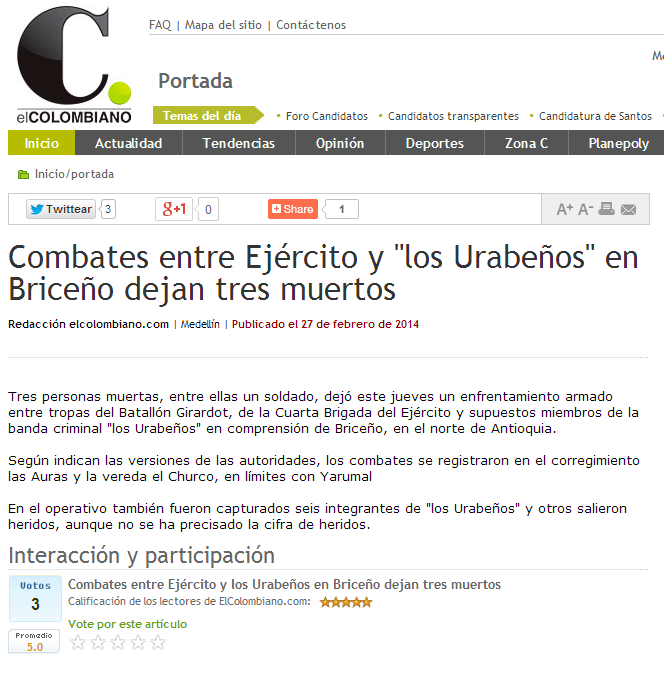 FAQ | Mapa del sitio | Contáctenos
Portada
elCOLOMBIANO
Temas del día • Foro Candidatos • Candidatos transparentes • Candidatura de Santos
Inicio Actualidad Tendencias Opinión Deportes Zona C Planepoly
Inicio/portada
Twittear 3 g+1 0 Share 1 A+ A-
Combates entre Ejército y "los Urabeños" en
Briceño dejan tres muertos
Redacción elcolombiano.com | Medellín | Publicado el 27 de febrero de 2014
Tres personas muertas, entre ellas un soldado, dejó este jueves un enfrentamiento armado
entre tropas del Batallón Girardot, de la Cuarta Brigada del Ejército y supuestos miembros de la
banda criminal "los Urabeños" en comprensión de Briceño, en el norte de Antioquia.
Según indican las versiones de las autoridades, los combates se registraron en el corregimiento
las Auras y la vereda el Churco, en límites con Yarumal
En el operativo también fueron capturados seis integrantes de "los Urabeños" y otros salieron
heridos, aunque no se ha precisado la cifra de heridos.
Interacción y participación
Votos
3
Combates entre Ejército y los Urabeños en Briceño dejan tres muertos
Calificación de los lectores de ElColombiano.com:
Vote por este artículo
Promedio
5.0